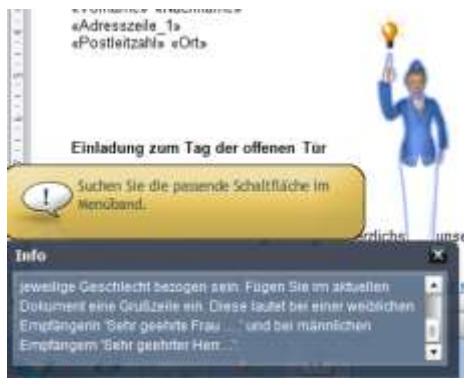 «Vorname» «Nachname»
«Adresszeile_1»
«Postleitzahl» «Ort»
Einladung zum Tag der offenen Tür
Suchen Sie die passende Schaltfläche im
Menüband.
Info
jeweilige Geschlecht bezogen sein. Fügen Sie im aktuellen
Dokument eine Grußzeile ein. Diese lautet bei einer weiblichen
Empfängerin 'Sehr geehrte Frau ...' und bei männlichen
Empfängern 'Sehr geehrter Herr...'